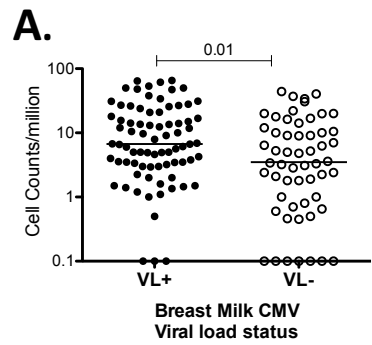 A.
0.01
100
10
1
0.1
Cell Counts/million
VL+ VL-
Breast Milk CMV
Viral load status